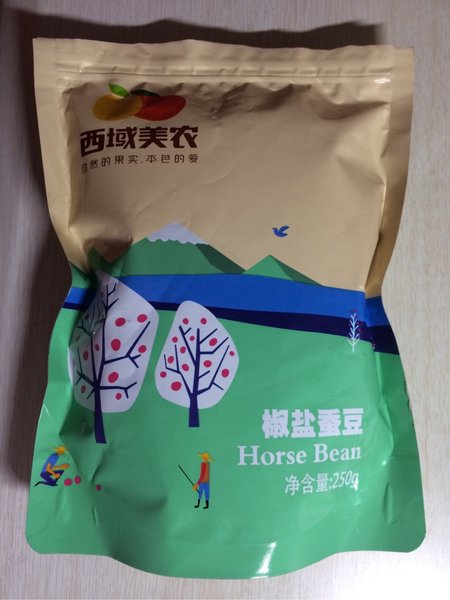 西域美农
自然的果实.本色的爱
椒盐蚕豆
Horse Bean
净含量:250g